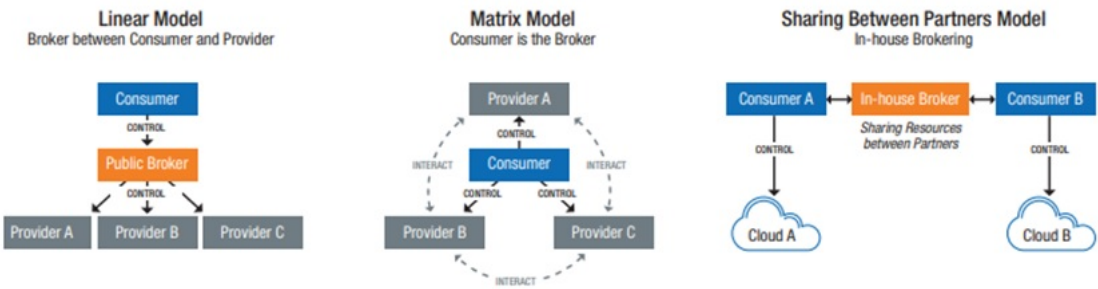 Linear Model
Broker between Consumer and Provider
Consumer
CONTROL
Public Broker
CONTROL
Provider A
Provider B
Provider C
Matrix Model
Consumer is the Broker
Provider A
CONTROL
INTERACT
Consumer
INTERACT
CONTROL
CONTROL
Provider B
Provider C
INTERACT
Sharing Between Partners Model
In-house Brokering
Consumer A
In-house Broker
Consumer B
Sharing Resources
between Partners
CONTROL
CONTROL
Cloud A
Cloud B